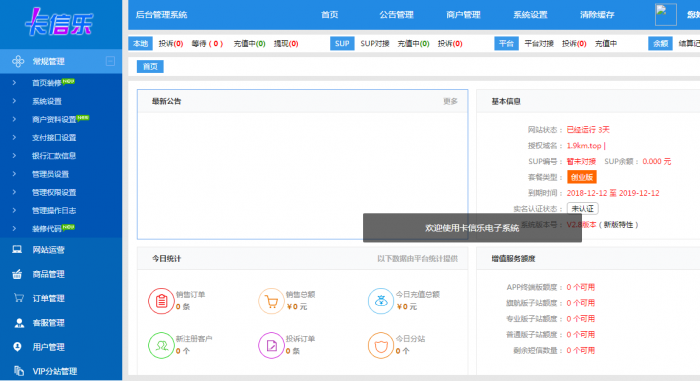 卡信乐
后台管理系统 首页 公告管理 商户管理 系统设置 清除缓存
本地 投诉(0) 等待(0) 充值中(0) 提现(0) SUP SUP对接 充值中(0) 投诉(0) 平台 平台对接 投诉(0) 充值中 余额
首页
常规管理
首页装修NEW
系统设置
商户资料设置NEW
支付接口设置
银行汇款信息
管理员设置
管理权限设置
管理操作日志
装修代码NEW
网站运营
商品管理
订单管理
客服管理
用户管理
VIP分站管理
最新公告 更多
欢迎使用卡信乐电子系统
今日统计 以下数据由平台统计提供
销售订单
0 条
销售总额
¥0 元
今日充值总额
¥0 元
新注册客户
0 个
投诉订单
0 条
今日分站
0 个
基本信息
网站状态: 已经运行 3天
授权域名: 1.9km.top |
SUP编号: 暂未对接 SUP余额: 0.000 元
套餐类型: 创业版
到期时间: 2018-12-12 至 2019-12-12
实名认证状态: 未认证
系统版本号: V2.8版本 (新版特性)
增值服务额度
APP终端版额度: 0 个可用
旗舰版子站额度: 0 个可用
专业版子站额度: 0 个可用
普通版子站额度: 0 个可用
剩余短信数量: 0 个可用